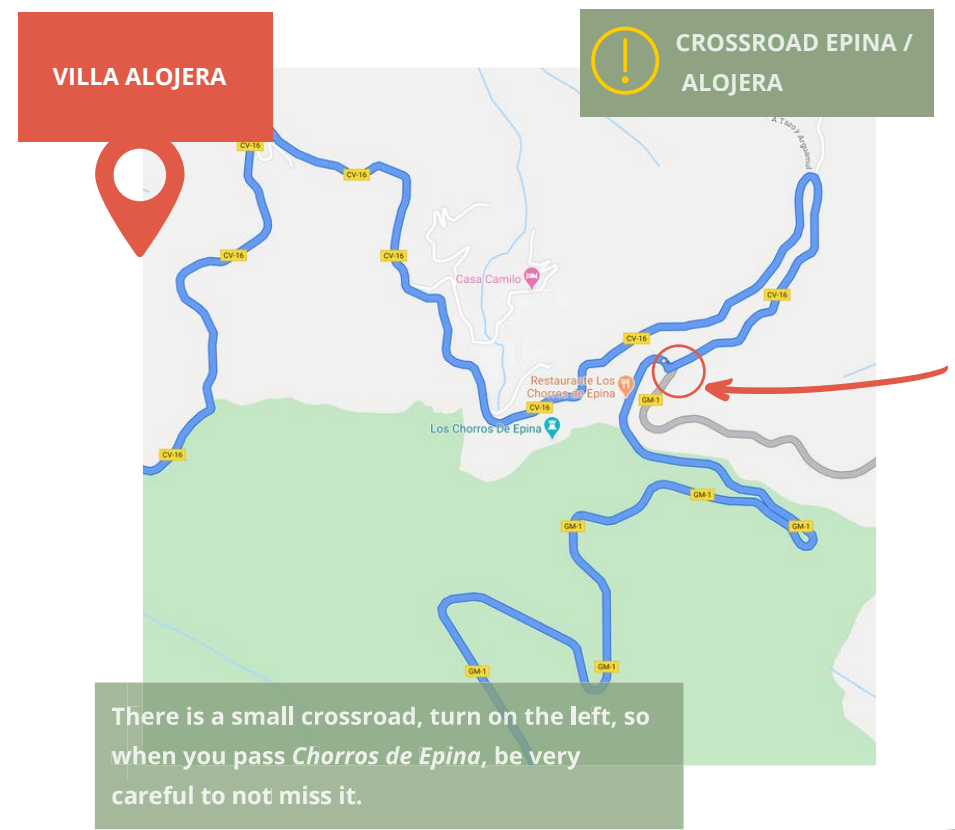 VILLA ALOJERA
CROSSROAD EPINA /
ALOJERA
A Tazo y Arguamul
CV-16
CV-16
CV-16
CV-16
Casa Camilo
CV-16
CV-16
Restaurante Los
Chorros de Epina
GM-1
CV-16
Los Chorros De Epina
CV-16
GM-1
GM-1
GM-1
GM-1
GM-1
There is a small crossroad, turn on the left, so
when you pass Chorros de Epina, be very
careful to not miss it.